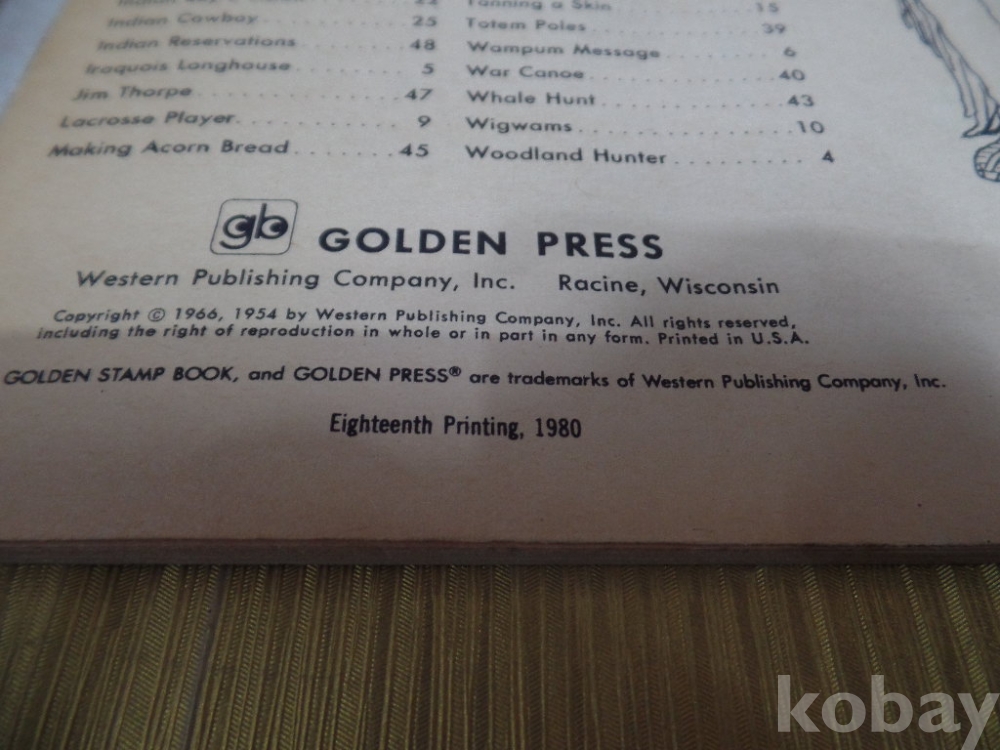 22
Indian Cowboy............25
Indian Reservations............48
Iroquois Longhouse............5
Jim Thorpe............47
Lacrosse Player............9
Making Acorn Bread.......45
Tanning a Skin............15
Totem Poles............39
Wampum Message............6
War Canoe............40
Whale Hunt............43
Wigwams............10
Woodland Hunter.........4
gb GOLDEN PRESS
Western Publishing Company, Inc. Racine, Wisconsin
Copyright © 1966, 1954 by Western Publishing Company, Inc. All rights reserved,
including the right of reproduction in whole or in part in any form. Printed in U.S.A.
GOLDEN STAMP BOOK, and GOLDEN PRESS® are trademarks of Western Publishing Company, Inc.
Eighteenth Printing, 1980
kobay